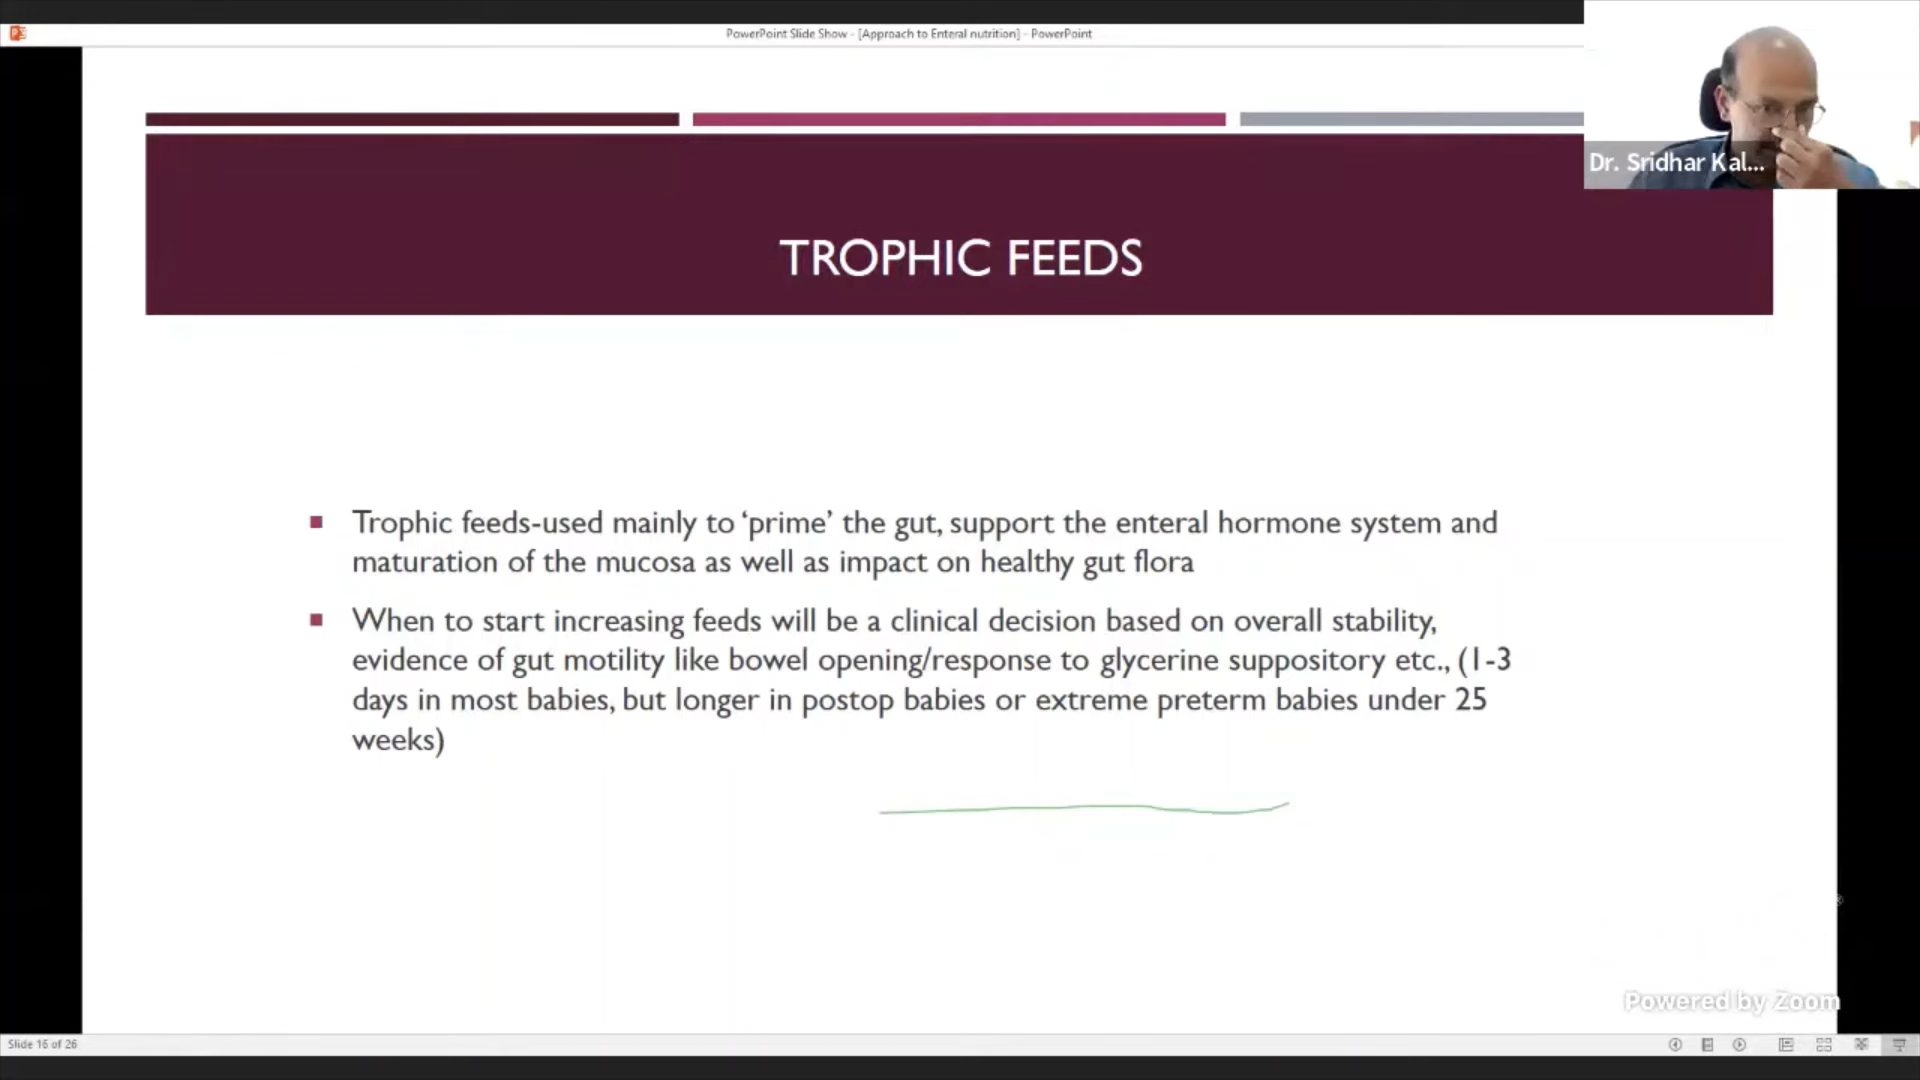 PowerPoint Slide Show - [Approach to Enteral nutrition] - PowerPoint
Dr. Sridhar Kal...
TROPHIC FEEDS
Trophic feeds-used mainly to ‘prime’ the gut, support the enteral hormone system and
maturation of the mucosa as well as impact on healthy gut flora
When to start increasing feeds will be a clinical decision based on overall stability,
evidence of gut motility like bowel opening/response to glycerine suppository etc., (1-3
days in most babies, but longer in postop babies or extreme preterm babies under 25
weeks)
Powered by Zoom
Slide 16 of 26